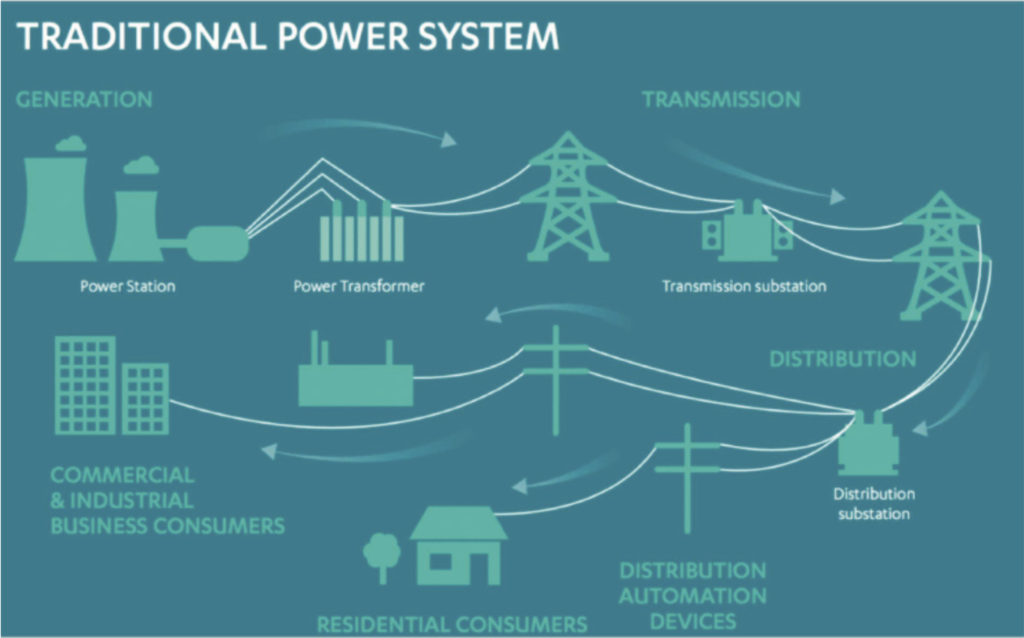 TRADITIONAL POWER SYSTEM
GENERATION
TRANSMISSION
Power Station
Power Transformer
Transmission substation
DISTRIBUTION
COMMERCIAL
& INDUSTRIAL
BUSINESS CONSUMERS
Distribution
substation
DISTRIBUTION
AUTOMATION
DEVICES
RESIDENTIAL CONSUMERS